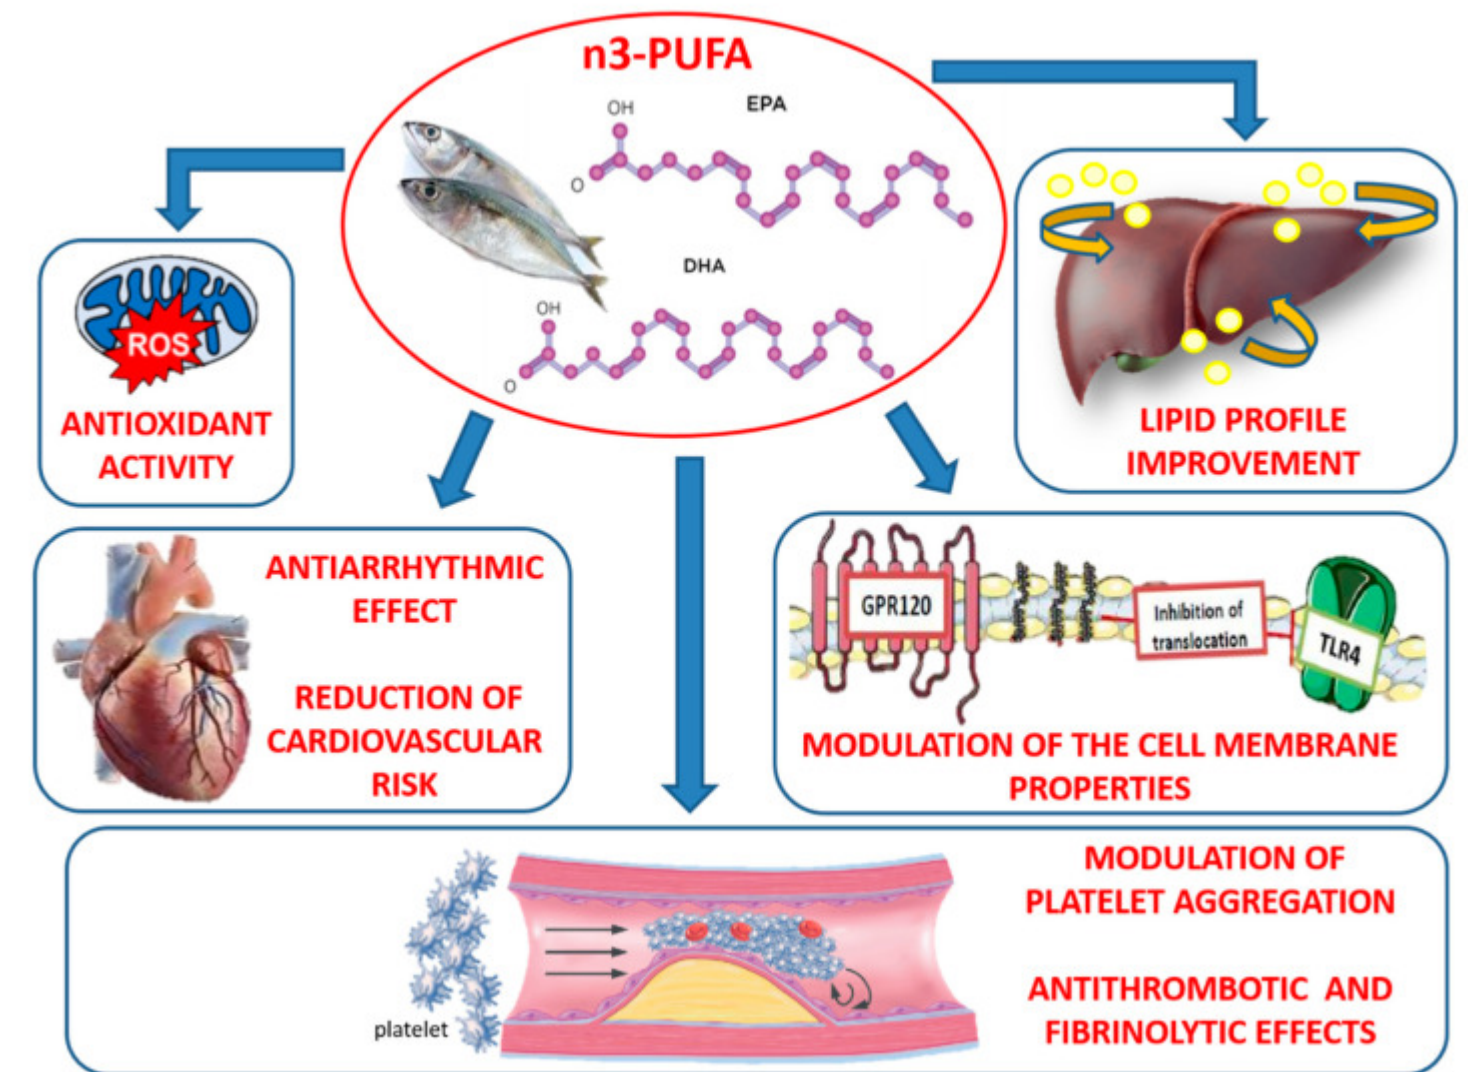 n3-PUFA
EPA
OH
O
DHA
OH
O
ROS
ANTIOXIDANT
ACTIVITY
LIPID PROFILE
IMPROVEMENT
ANTIARRHYTHMIC
EFFECT
REDUCTION OF
CARDIOVASCULAR
RISK
GPR120
Inhibition of
translocation
TLR4
MODULATION OF THE CELL MEMBRANE
PROPERTIES
platelet
MODULATION OF
PLATELET AGGREGATION
ANTITHROMBOTIC AND
FIBRINOLYTIC EFFECTS